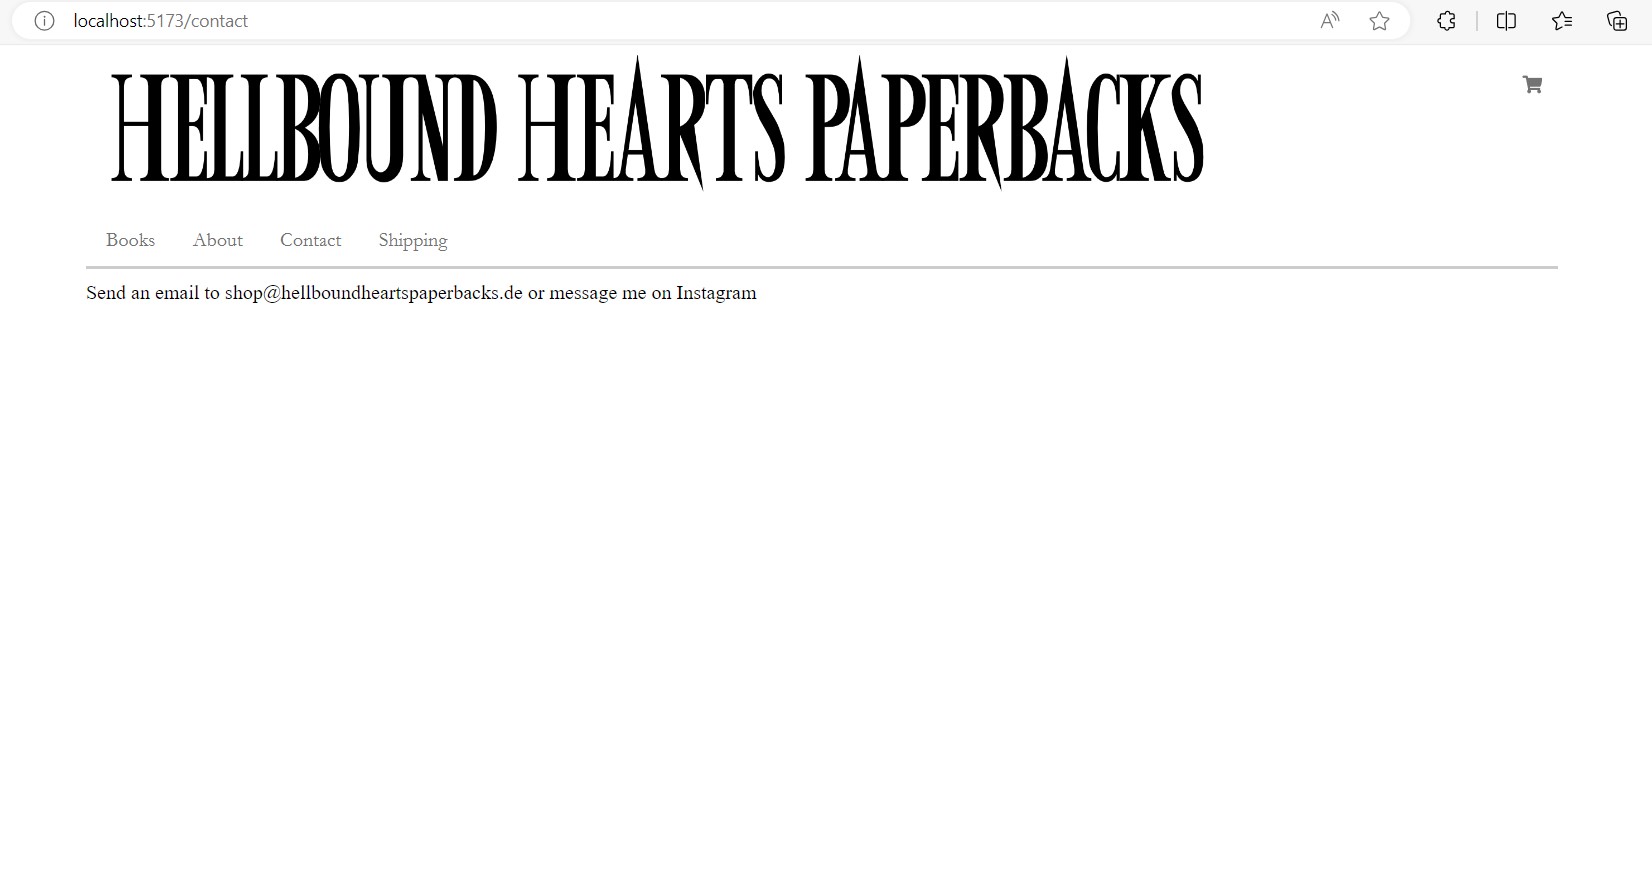 localhost:5173/contact
HELLBOUND HEARTS PAPERBACKS
Books About Contact Shipping
Send an email to shop@hellboundheartspaperbacks.de or message me on Instagram